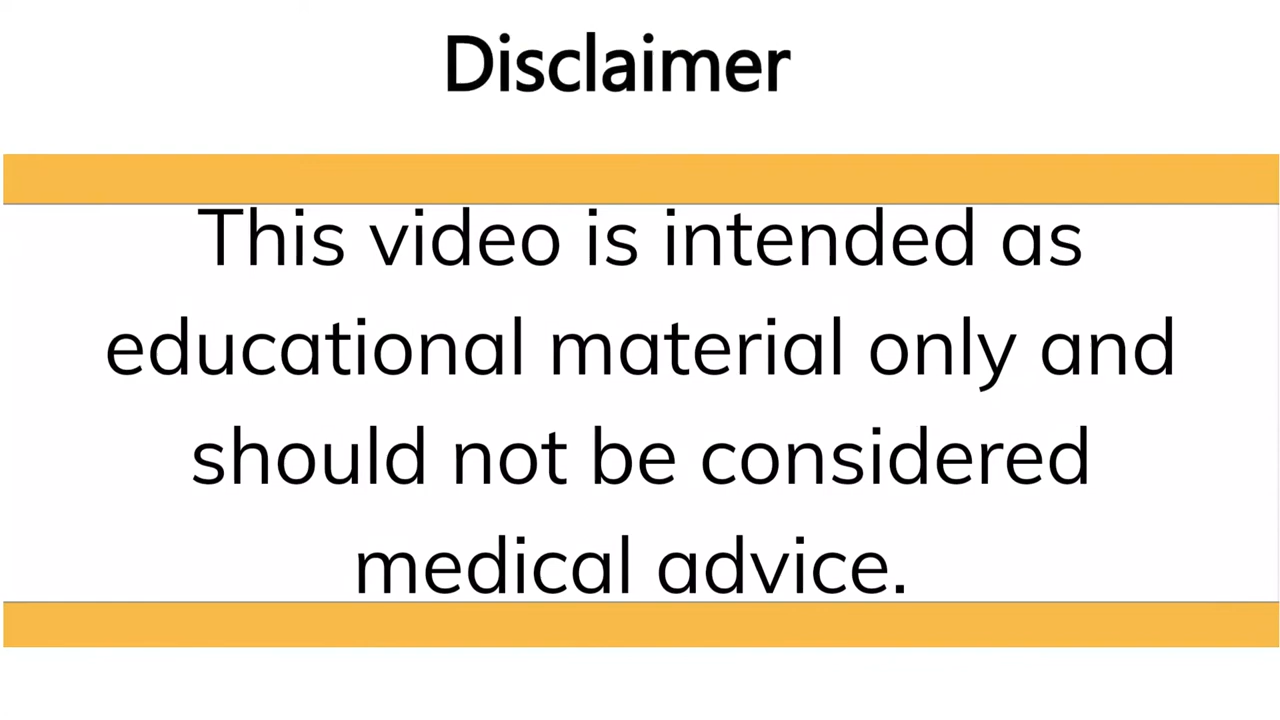 Disclaimer
This video is intended as
educational material only and
should not be considered
medical advice.